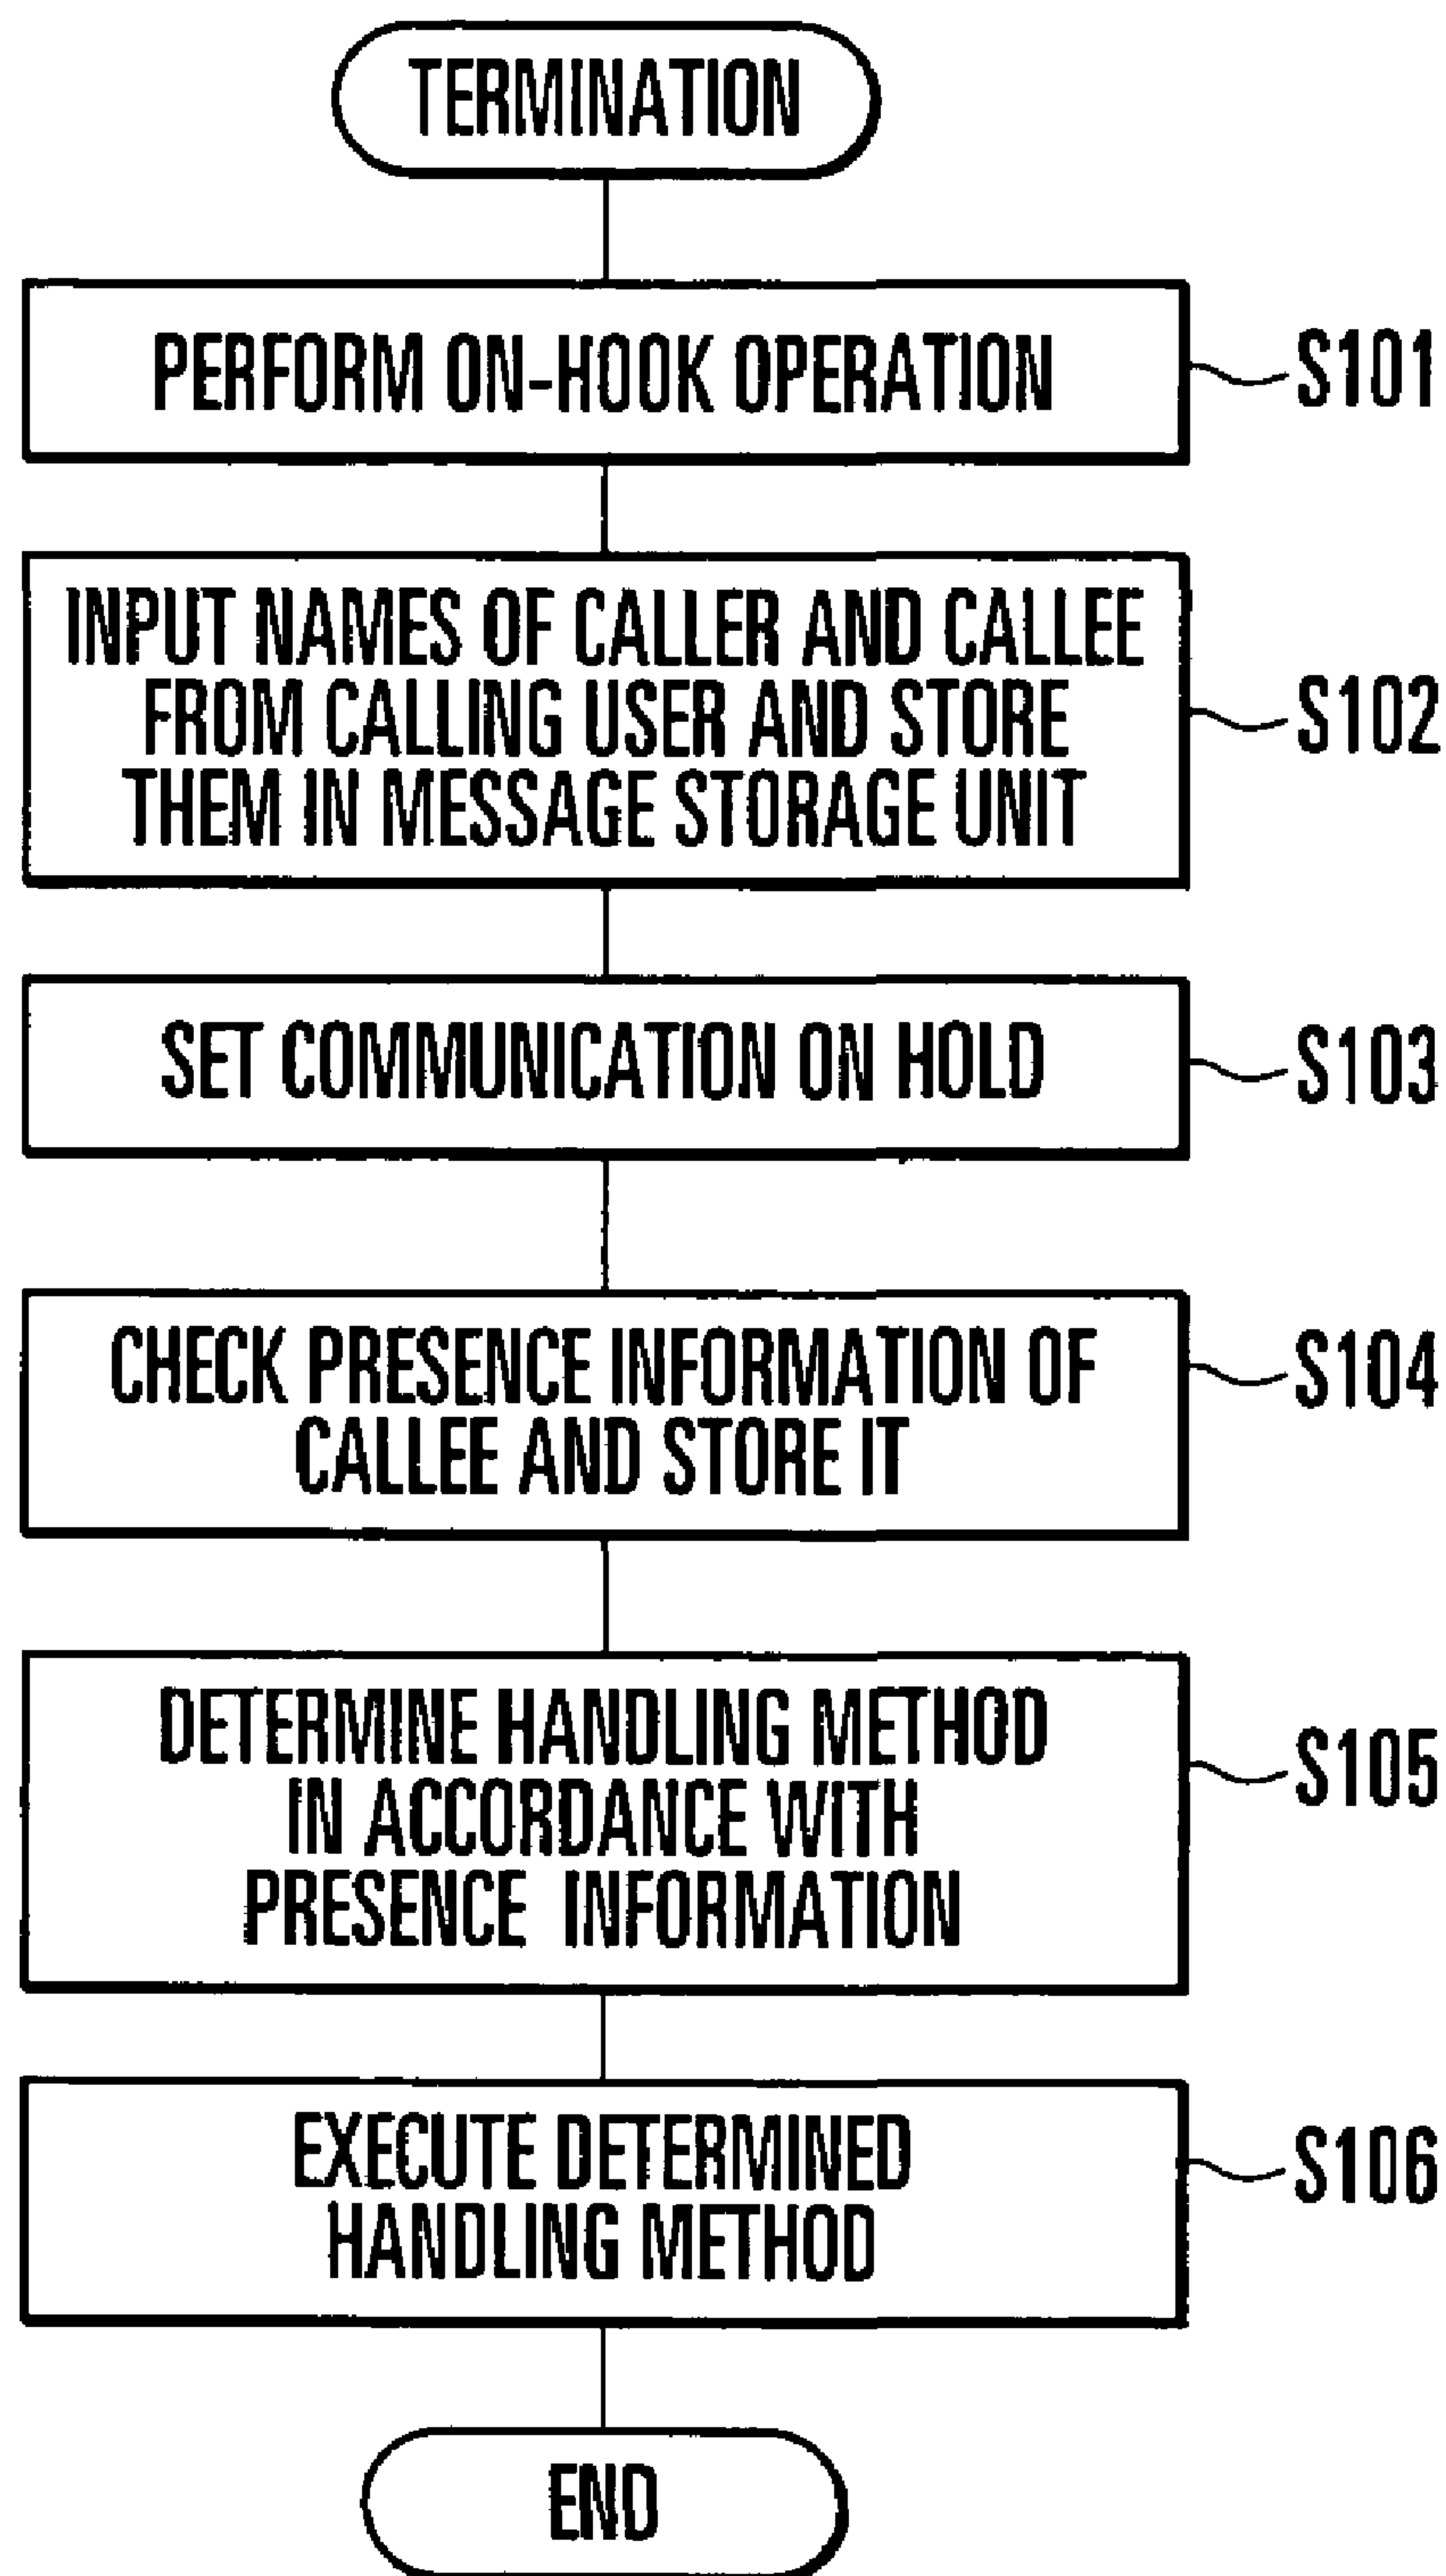 TERMINATION
PERFORM ON-HOOK OPERATION
S101
INPUT NAMES OF CALLER AND CALLEE
FROM CALLING USER AND STORE
THEM IN MESSAGE STORAGE UNIT
S102
SET COMMUNICATION ON HOLD
S103
CHECK PRESENCE INFORMATION OF
CALLEE AND STORE IT
S104
DETERMINE HANDLING METHOD
IN ACCORDANCE WITH
PRESENCE INFORMATION
S105
EXECUTE DETERMINED
HANDLING METHOD
S106
END